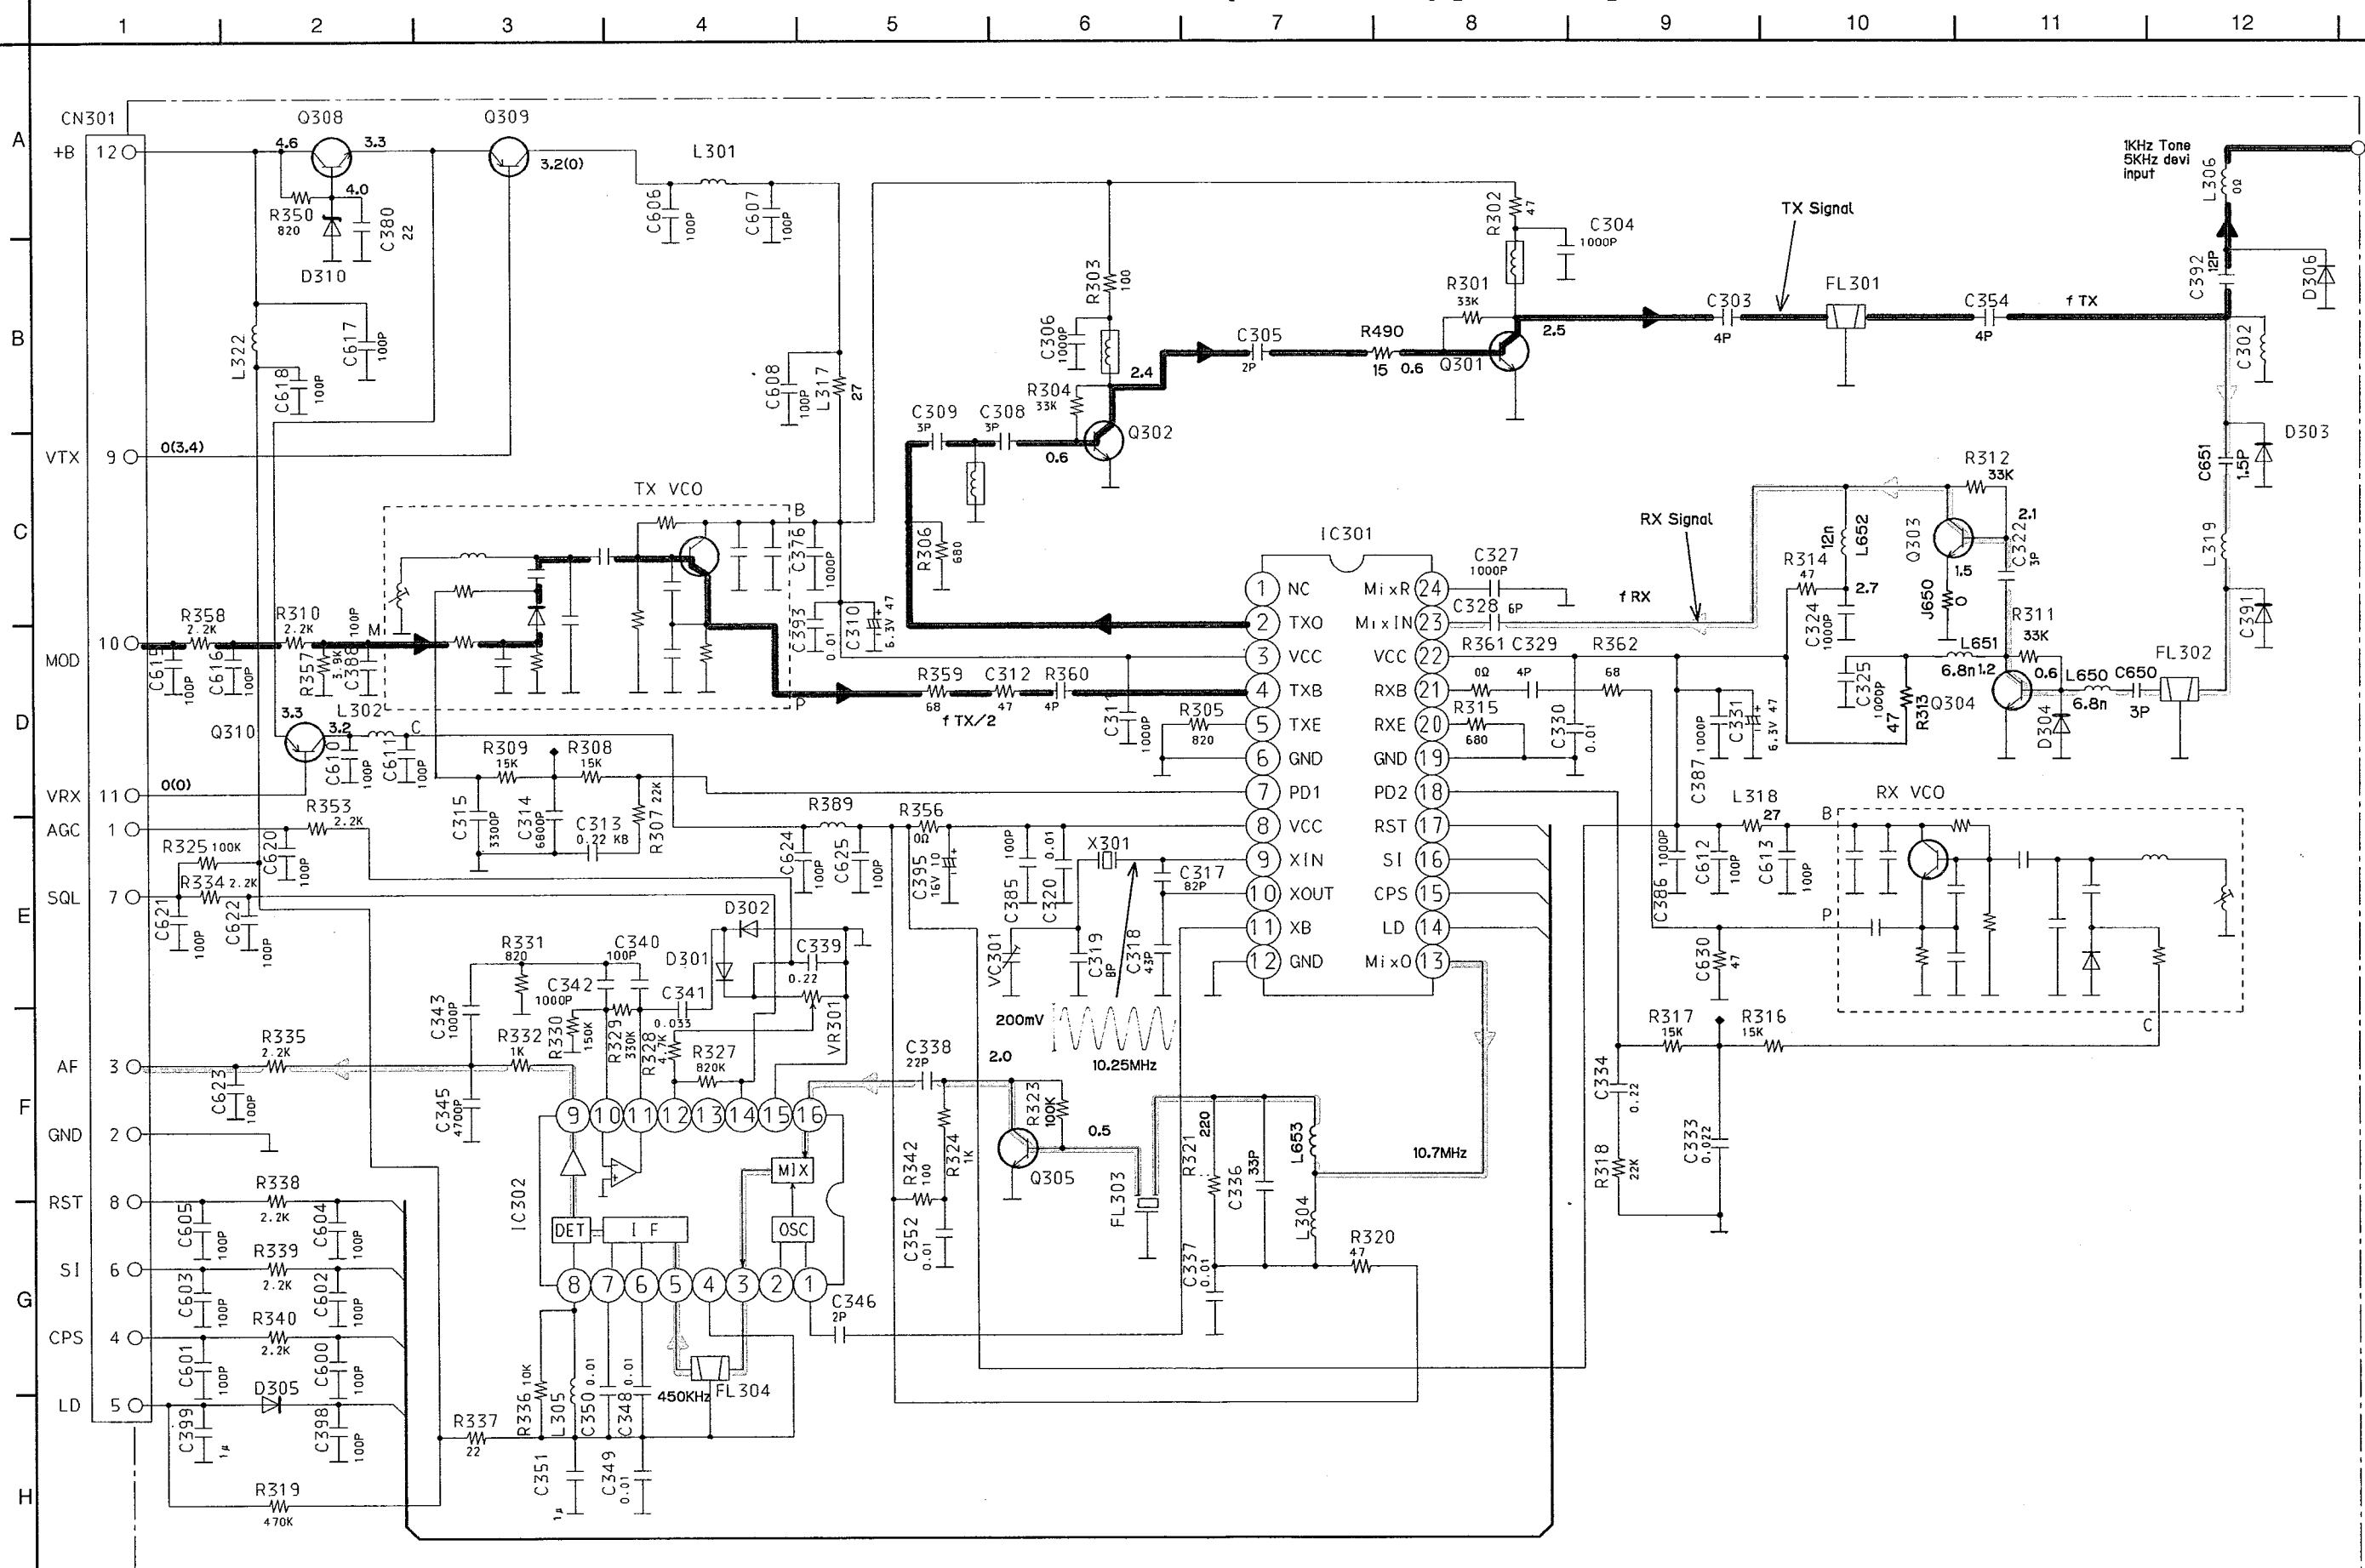 1 2 3 4 5 6 7 8 9 10 11 12
A
B
C
D
E
F
G
H
CN301
+B 12
VTX 9
MOD 10
VRX 11
AGC 1
SQL 7
AF 3
GND 2
RST 8
SI 6
CPS 4
LD 5
Q308
4.6
3.3
4.0
R350
820
C380
22
D310
Q309
3.2(0)
L301
C606
100P
C607
100P
L322
C617
100P
C618
100P
0(3.4)
C608
100P
L317
27
TX VCO
B
M
P
C
C376
1000P
C393
0.01
C310
6.3V 47
R358
2.2K
R310
2.2K
C615
100P
C616
100P
R357
3.9K
C388
100P
Q310
3.3
3.2
L302
C610
100P
C611
100P
0(0)
R353
2.2K
R325 100K
C620
100P
R334 2.2K
C621
100P
C622
100P
R309
15K
R308
15K
C315
3300P
C314
6800P
C313
0.22 KB
R307 22K
R389
C624
100P
C625
100P
R356
0Ω
C395
16V 10
C385
100P
C320
0.01
X301
C317
82P
VC301
C319
8P
C318
43P
200mV
10.25MHz
R302
47
C304
1000P
R303
100
C306
1000P
R304
33K
2.4
C309
3P
C308
3P
0.6
Q302
C305
2P
R490
15
0.6
R301
33K
Q301
2.5
C303
4P
TX Signal
FL301
C354
4P
f TX
1KHz Tone
5KHz devi
input
L306
0Ω
C392
12P
D306
C302
D303
C651
1.5P
L319
C391
R306
680
R359
68
C312
47
R360
4P
f TX/2
C311
1000P
R305
820
IC301
1 NC
2 TXO
3 VCC
4 TXB
5 TXE
6 GND
7 PD1
8 VCC
9 XIN
10 XOUT
11 XB
12 GND
MixR 24
MixIN 23
VCC 22
RXB 21
RXE 20
GND 19
PD2 18
RST 17
SI 16
CPS 15
LD 14
MixO 13
C327
1000P
C328
6P
R361
0Ω
C329
4P
R362
68
R315
680
C330
0.01
f RX
RX Signal
R312
33K
Q303
2.1
1.5
C322
3P
12n
L652
R314
47
2.7
C324
1000P
J650
0
R311
33K
L651
6.8n
1.2
0.6
L650
6.8n
C650
3P
FL302
C325
1000P
47
R313
Q304
D304
C331
6.3V 47
C387
1000P
L318
27
RX VCO
B
P
C
C386
1000P
C612
100P
C613
100P
C630
47
R317
15K
R316
15K
C334
0.22
C333
0.022
R318
22K
D302
D301
C339
0.22
VR301
R331
820
C340
100P
C342
1000P
C341
0.033
C343
1000P
R332
1K
R330
150K
R329
330K
R328
4.7K
R327
820K
R335
2.2K
C623
100P
C345
4700P
C338
22P
2.0
R323
100K
0.5
Q305
R324
1K
R342
100
C352
0.01
FL303
R321
220
C336
33P
L653
L304
10.7MHz
C337
0.01
R320
47
IC302
9 10 11 12 13 14 15 16
8 7 6 5 4 3 2 1
MIX
DET
IF
OSC
R338
2.2K
C605
100P
C604
100P
R339
2.2K
C603
100P
C602
100P
R340
2.2K
C601
100P
C600
100P
D305
C399
1μ
C398
100P
R319
470K
R337
22
R336 10K
L305
C350 0.01
C348 0.01
450KHz
FL304
C346
2P
C351
1μ
C349
0.01